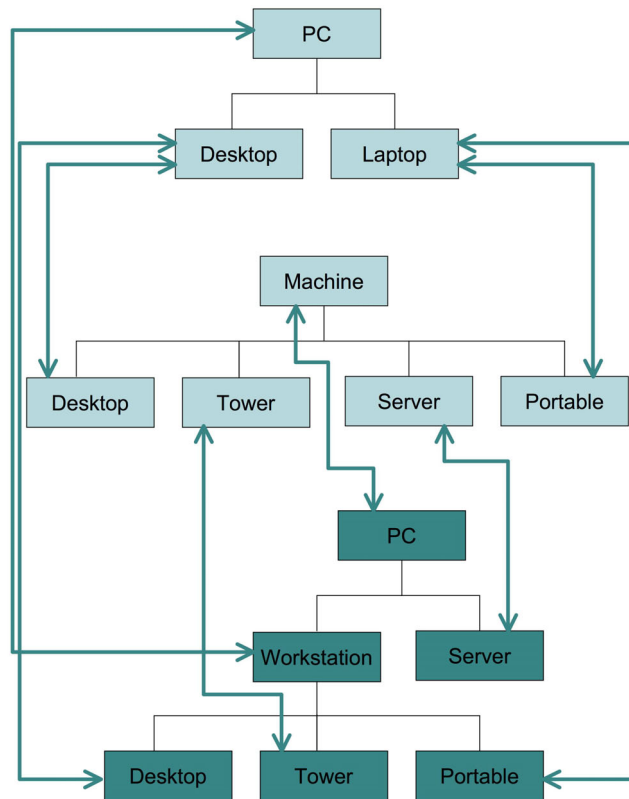 PC
Desktop
Laptop
Machine
Desktop
Tower
Server
Portable
PC
Workstation
Server
Desktop
Tower
Portable